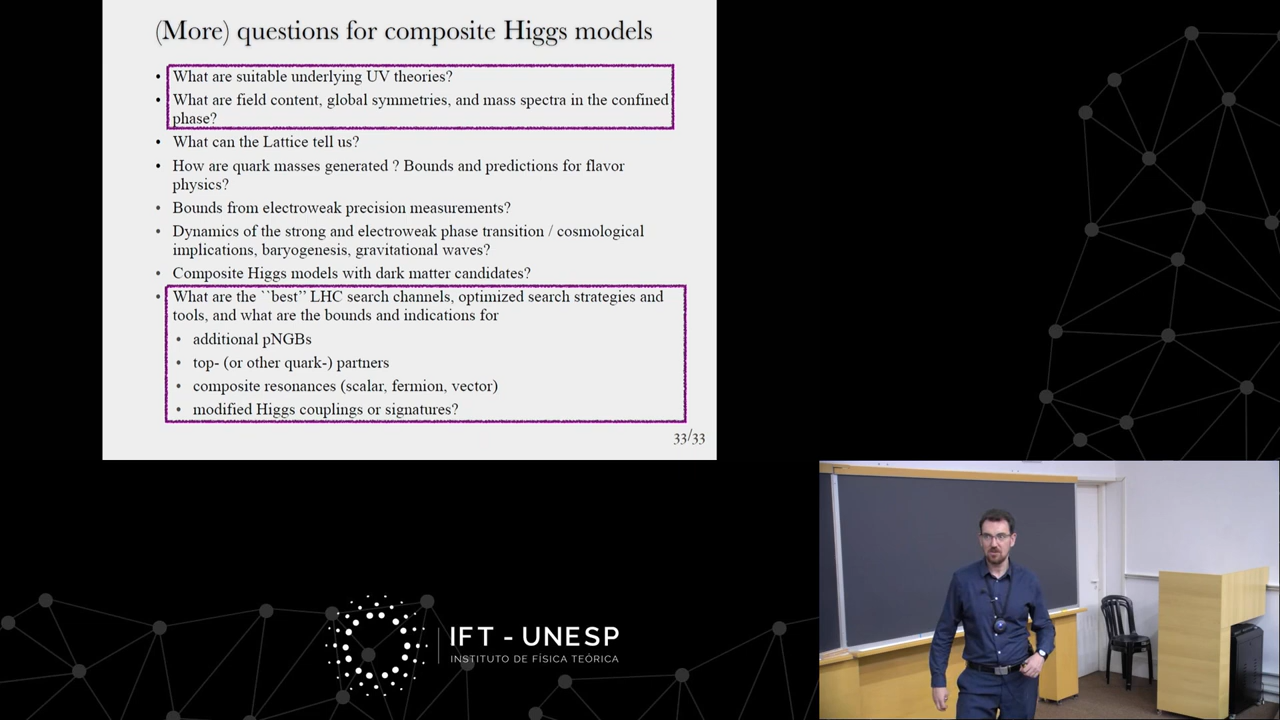 (More) questions for composite Higgs models
• What are suitable underlying UV theories?
• What are field content, global symmetries, and mass spectra in the confined
phase?
• What can the Lattice tell us?
• How are quark masses generated ? Bounds and predictions for flavor
physics?
• Bounds from electroweak precision measurements?
• Dynamics of the strong and electroweak phase transition / cosmological
implications, baryogenesis, gravitational waves?
• Composite Higgs models with dark matter candidates?
• What are the ``best’’ LHC search channels, optimized search strategies and
tools, and what are the bounds and indications for
• additional pNGBs
• top- (or other quark-) partners
• composite resonances (scalar, fermion, vector)
• modified Higgs couplings or signatures?
33/33
IFT - UNESP
INSTITUTO DE FÍSICA TEÓRICA